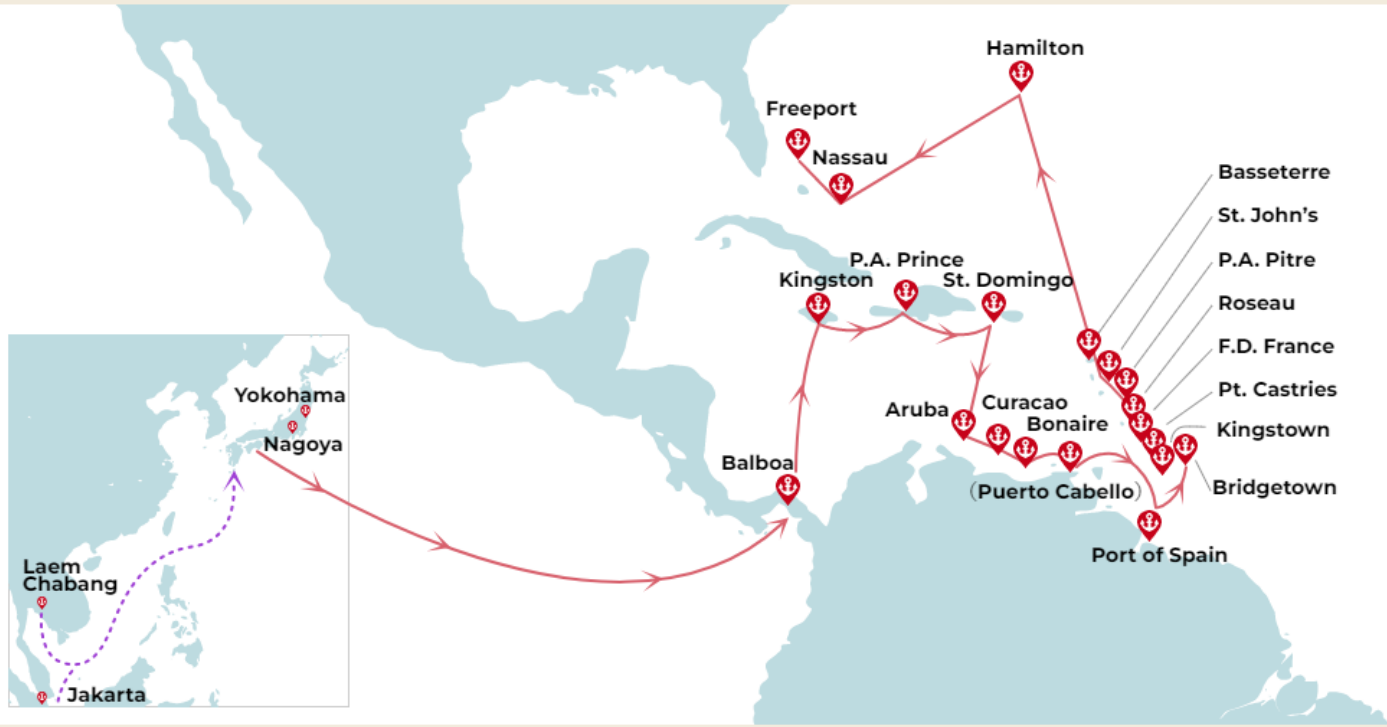 Hamilton
Freeport
Nassau
Basseterre
St. John’s
P.A. Pitre
P.A. Prince
Kingston
St. Domingo
Roseau
F.D. France
Pt. Castries
Yokohama
Nagoya
Aruba
Curacao
Bonaire
Kingstown
Balboa
(Puerto Cabello)
Bridgetown
Port of Spain
Laem
Chabang
Jakarta